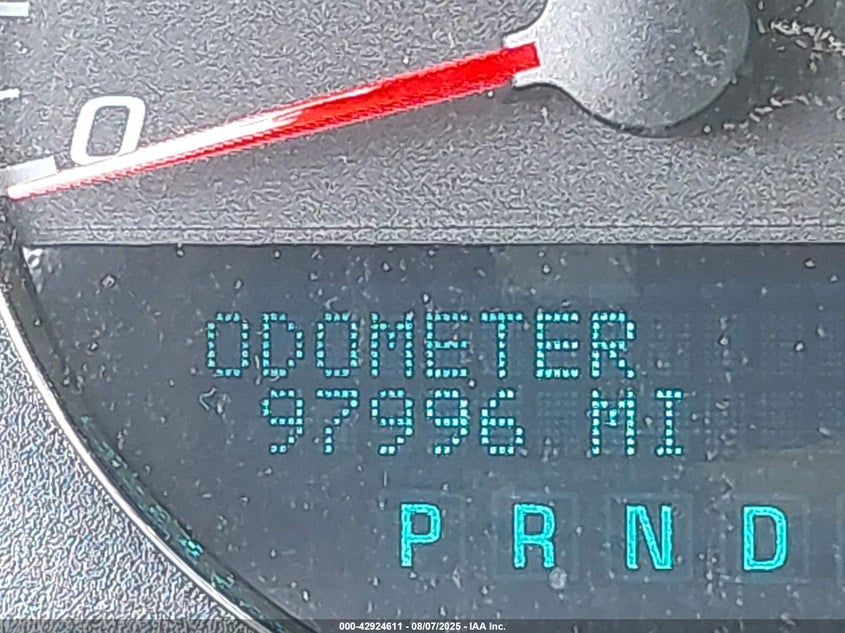 0
ODOMETER
97996 MI
P R N D
000-42924611 - 08/07/2025 - IAA Inc.